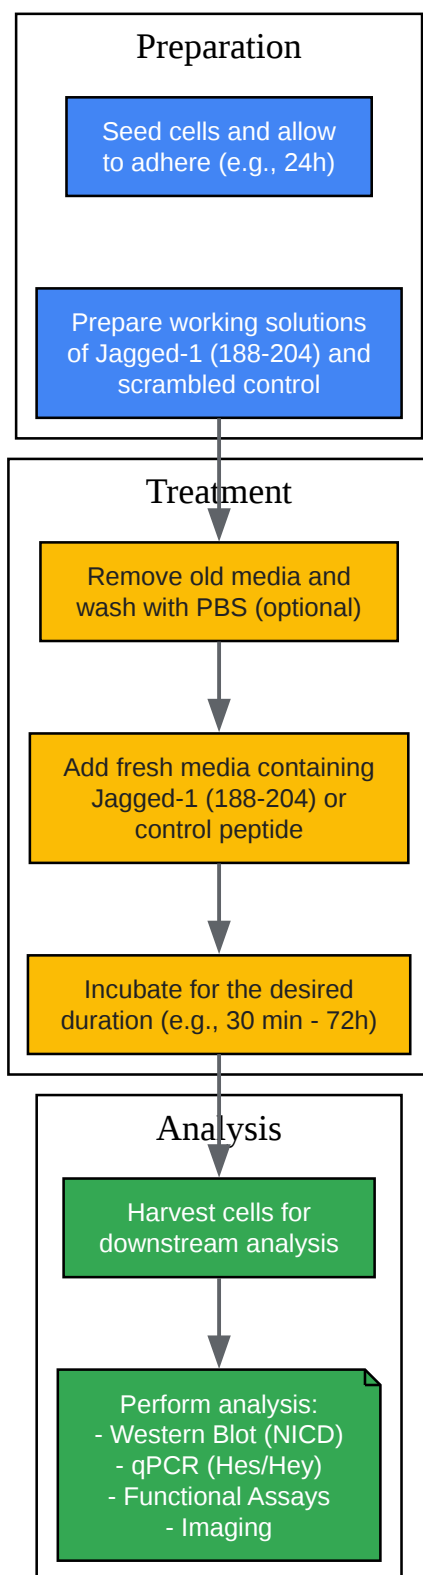 Preparation
Seed cells and allow
to adhere (e.g., 24h)
Prepare working solutions
of Jagged-1 (188-204) and
scrambled control
Treatment
Remove old media and
wash with PBS (optional)
Add fresh media containing
Jagged-1 (188-204) or
control peptide
Incubate for the desired
duration (e.g., 30 min - 72h)
Analysis
Harvest cells for
downstream analysis
Perform analysis:
- Western Blot (NICD)
- qPCR (Hes/Hey)
- Functional Assays
- Imaging